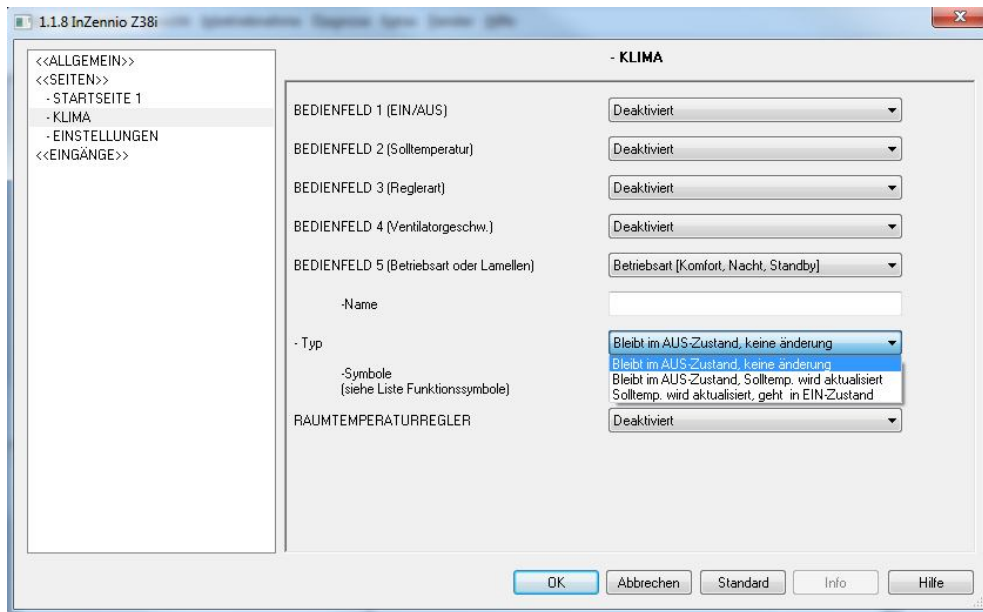 1.1.8 InZennio Z38i
<<ALLGEMEIN>>
<<SEITEN>>
- STARTSEITE 1
- KLIMA
- EINSTELLUNGEN
<<EINGÄNGE>>
- KLIMA
BEDIENFELD 1 (EIN/AUS)
Deaktiviert
BEDIENFELD 2 (Solltemperatur)
Deaktiviert
BEDIENFELD 3 (Reglerart)
Deaktiviert
BEDIENFELD 4 (Ventilatorgeschw.)
Deaktiviert
BEDIENFELD 5 (Betriebsart oder Lamellen)
Betriebsart [Komfort, Nacht, Standby]
-Name
- Typ
Bleibt im AUS-Zustand, keine änderung
Bleibt im AUS-Zustand, keine änderung
Bleibt im AUS-Zustand, Solltemp. wird aktualisiert
Solltemp. wird aktualisiert, geht in EIN-Zustand
-Symbole
(siehe Liste Funktionssymbole)
RAUMTEMPERATURREGLER
Deaktiviert
OK
Abbrechen
Standard
Info
Hilfe